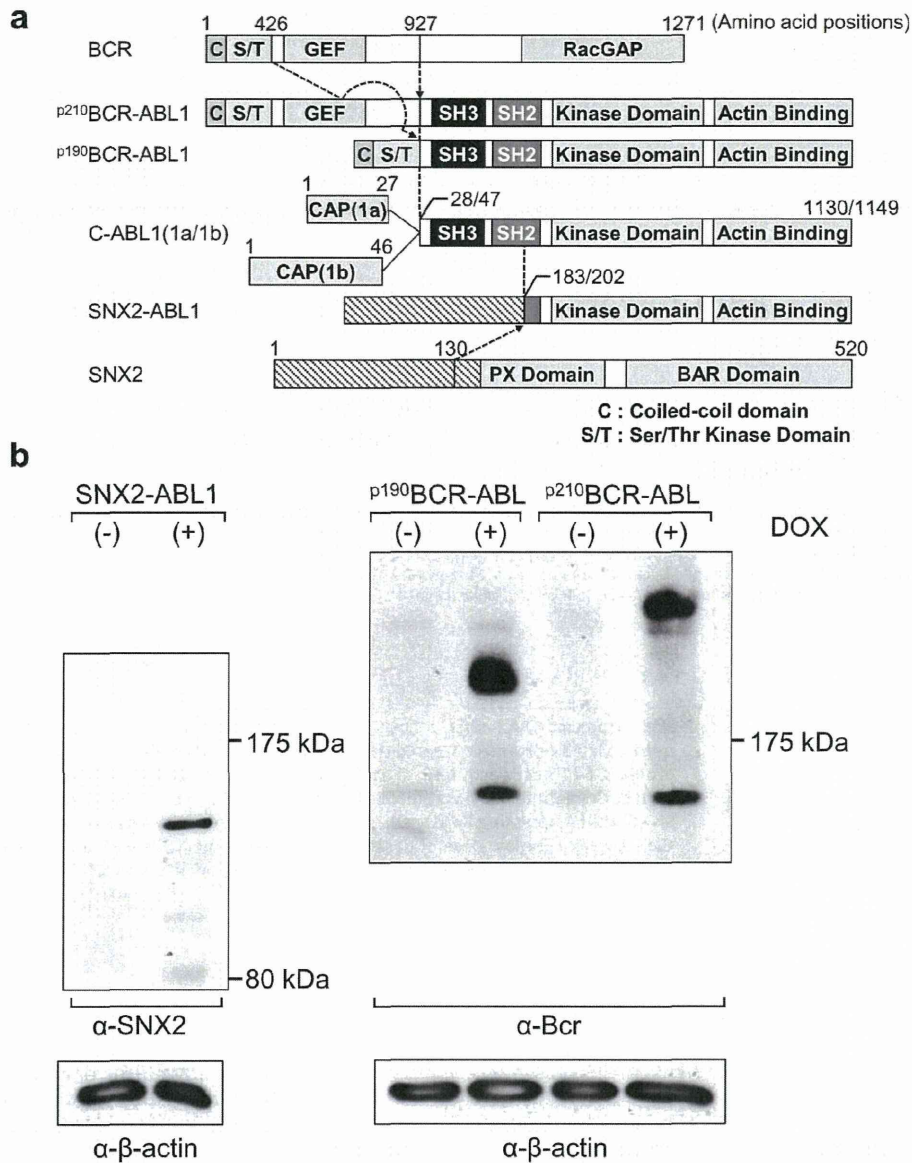 a
1 426 927 1271 (Amino acid positions)
BCR C S/T GEF RacGAP
p210BCR-ABL1 C S/T GEF SH3 SH2 Kinase Domain Actin Binding
p190BCR-ABL1 C S/T SH3 SH2 Kinase Domain Actin Binding
1 27 28/47
CAP(1a) 1130/1149
C-ABL1(1a/1b) SH3 SH2 Kinase Domain Actin Binding
1 46
CAP(1b)
183/202
SNX2-ABL1 Kinase Domain Actin Binding
1 130 520
SNX2 PX Domain BAR Domain
C : Coiled-coil domain
S/T : Ser/Thr Kinase Domain
b
SNX2-ABL1 p190BCR-ABL p210BCR-ABL
(-) (+) (-) (+) (-) (+) DOX
175 kDa 175 kDa
80 kDa
α-SNX2 α-Bcr
α-β-actin α-β-actin